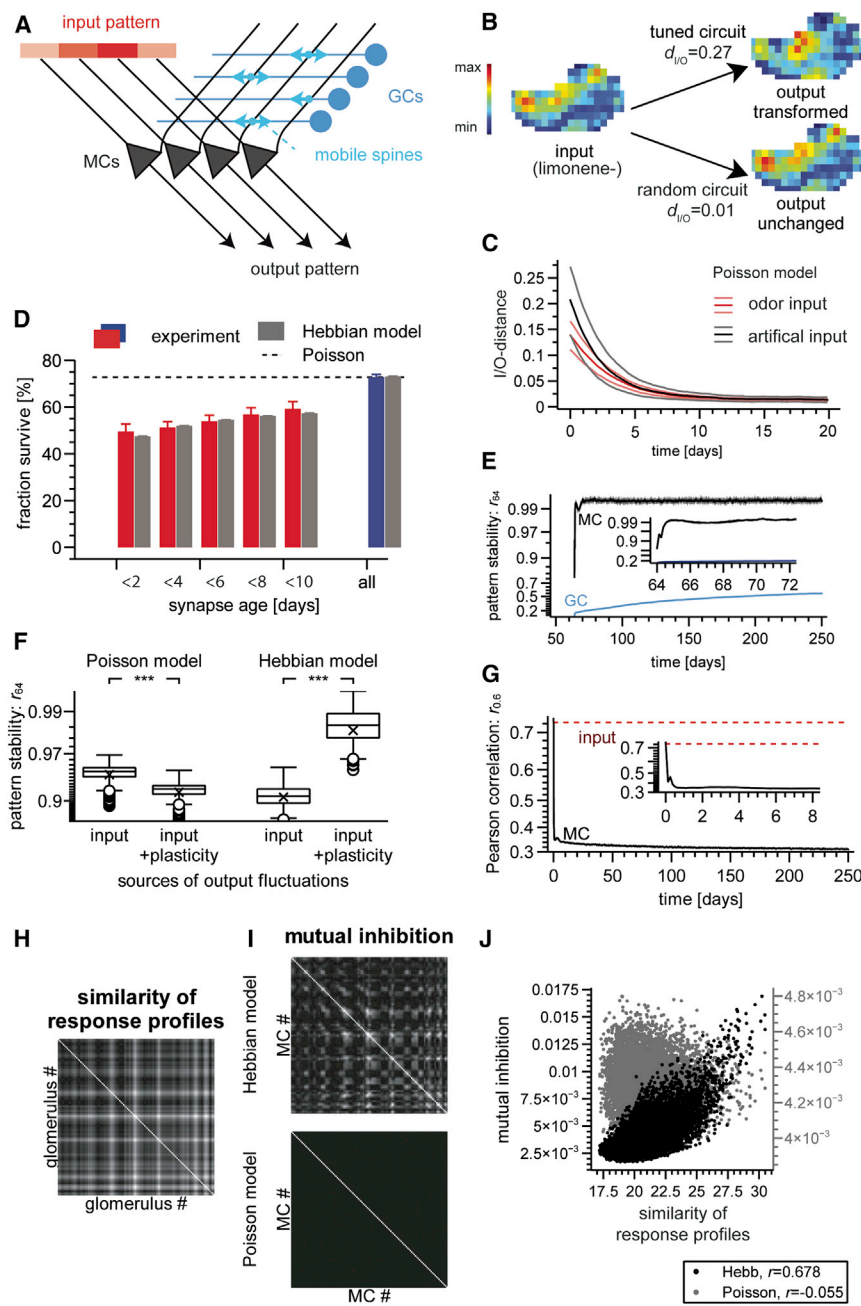 A
input pattern
GCs
mobile spines
MCs
output pattern
B
max
min
input
(limonene-)
tuned circuit
dI/O=0.27
output
transformed
random circuit
dI/O=0.01
output
unchanged
C
I/O-distance
0.25
0.2
0.15
0.1
0.05
0
Poisson model
odor input
artifical input
0 5 10 15 20
time [days]
D
experiment
Hebbian model
Poisson
fraction survive [%]
80
60
40
20
0
<2 <4 <6 <8 <10 all
synapse age [days]
E
pattern stability: r64
0.99
0.97
0.9
0.5
0.2
MC
GC
0.99
0.9
0.2
64 66 68 70 72
50 100 150 200 250
time [days]
F
Poisson model Hebbian model
*** ***
pattern stability: r64
0.99
0.97
0.9
input input input input
+plasticity +plasticity
sources of output fluctuations
G
Pearson correlation: r0.6
0.7
0.6
0.5
0.4
0.3
input
MC
0.7
0.5
0.4
0.3
0 2 4 6 8
0 50 100 150 200 250
time [days]
H
similarity of
response profiles
glomerulus #
glomerulus #
I
mutual inhibition
Hebbian model
MC #
Poisson model
MC #
MC #
J
mutual inhibition
0.0175
0.015
0.0125
0.01
7.5×10⁻³
5×10⁻³
2.5×10⁻³
4.8×10⁻³
4.6×10⁻³
4.4×10⁻³
4.2×10⁻³
4×10⁻³
17.5 20 22.5 25 27.5 30
similarity of
response profiles
Hebb, r=0.678
Poisson, r=-0.055